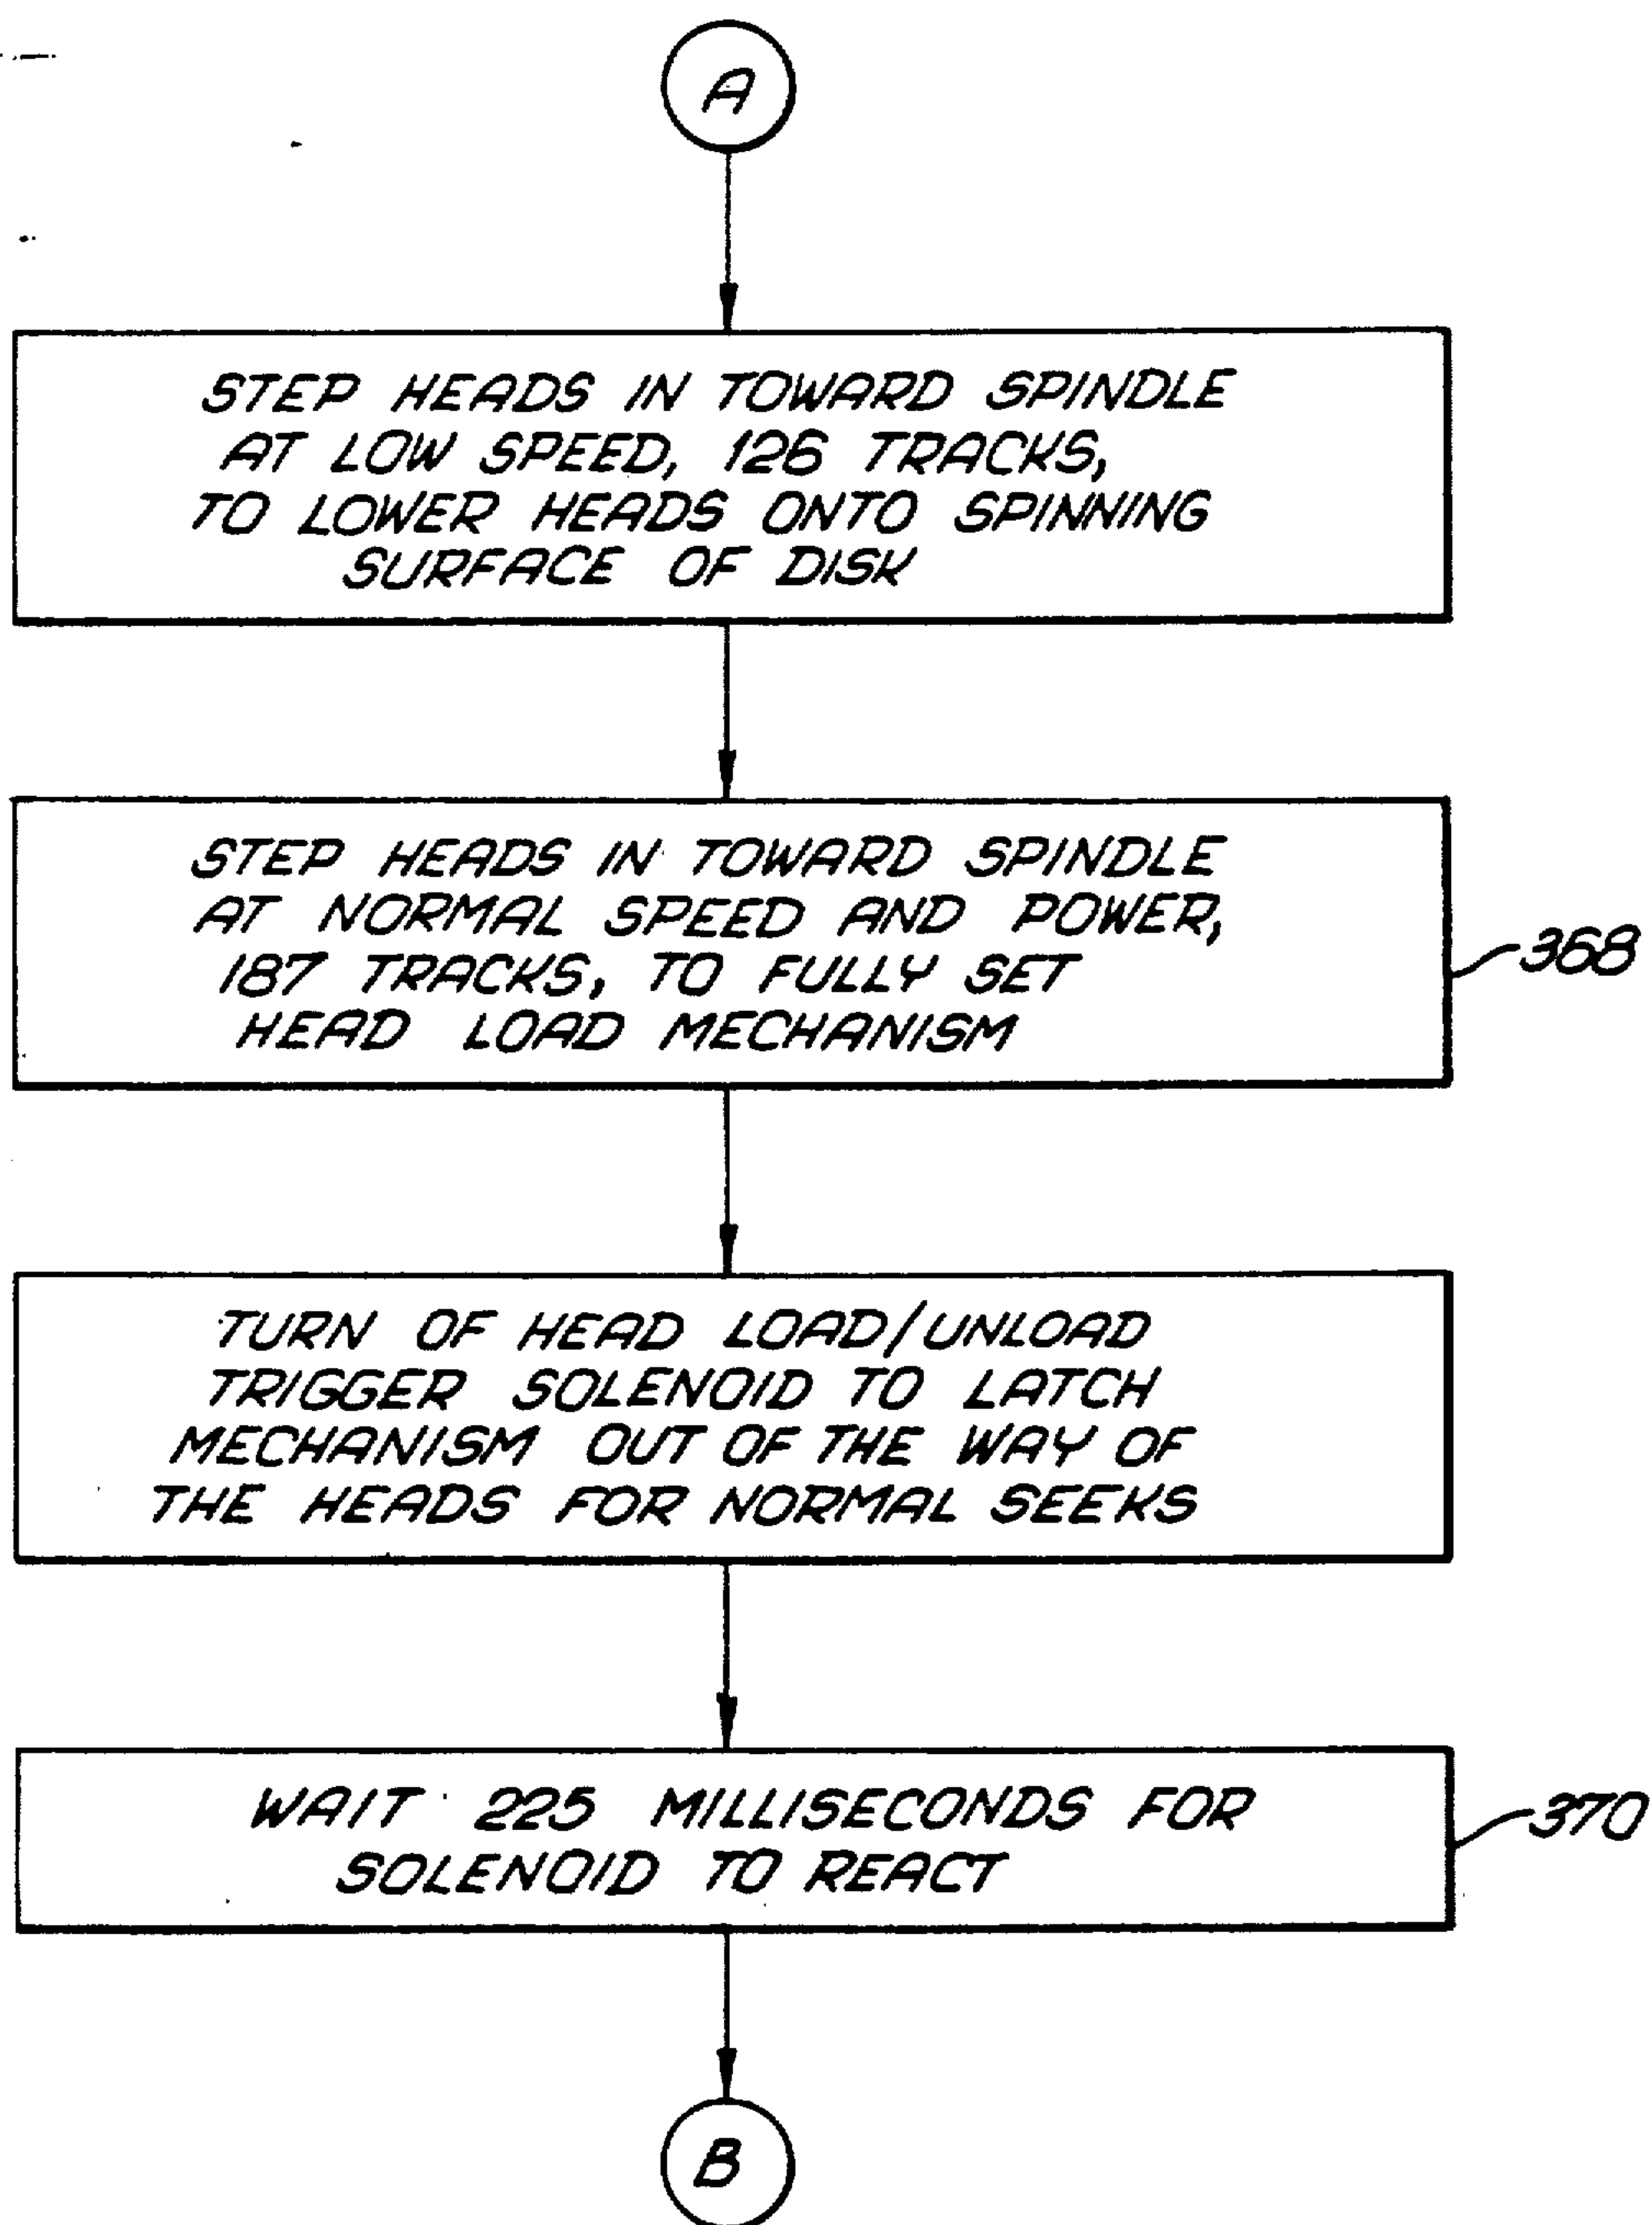 A
STEP HEADS IN TOWARD SPINDLE
AT LOW SPEED, 126 TRACKS,
TO LOWER HEADS ONTO SPINNING
SURFACE OF DISK
STEP HEADS IN TOWARD SPINDLE
AT NORMAL SPEED AND POWER,
187 TRACKS, TO FULLY SET
HEAD LOAD MECHANISM
368
TURN OF HEAD LOAD/UNLOAD
TRIGGER SOLENOID TO LATCH
MECHANISM OUT OF THE WAY OF
THE HEADS FOR NORMAL SEEKS
WAIT 225 MILLISECONDS FOR
SOLENOID TO REACT
370
B